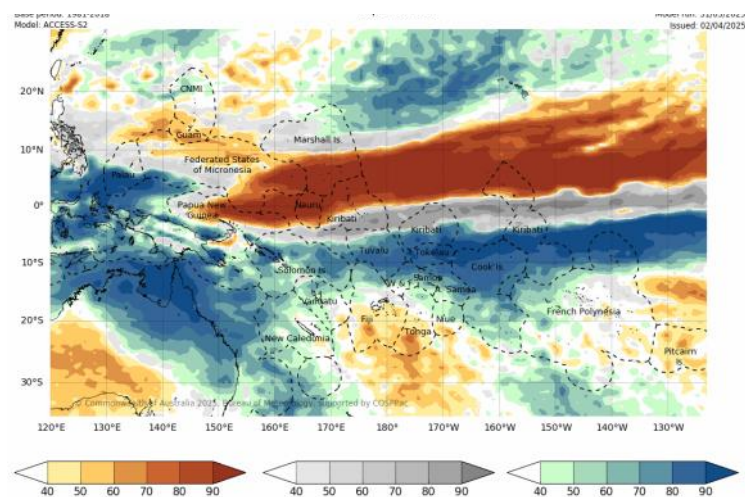 Base period: 1981-2018
Model: ACCESS-S2
Model run: 31/03/2025
Issued: 02/04/2025
20°N
10°N
0°
10°S
20°S
30°S
CNMI
Guam
Marshall Is.
Federated States
of Micronesia
Palau
Papua New
Guinea
Nauru
Kiribati
Kiribati
Kiribati
Tuvalu
Tokelau
Solomon Is.
Cook Is.
Samoa
W & F
A. Samoa
Vanuatu
Fiji
Tonga
Niue
French Polynesia
New Caledonia
Pitcairn
Commonwealth of Australia 2025, Bureau of Meteorology, supported by COSPPac
120°E 130°E 140°E 150°E 160°E 170°E 180° 170°W 160°W 150°W 140°W 130°W
40 50 60 70 80 90 40 50 60 70 80 90 40 50 60 70 80 90